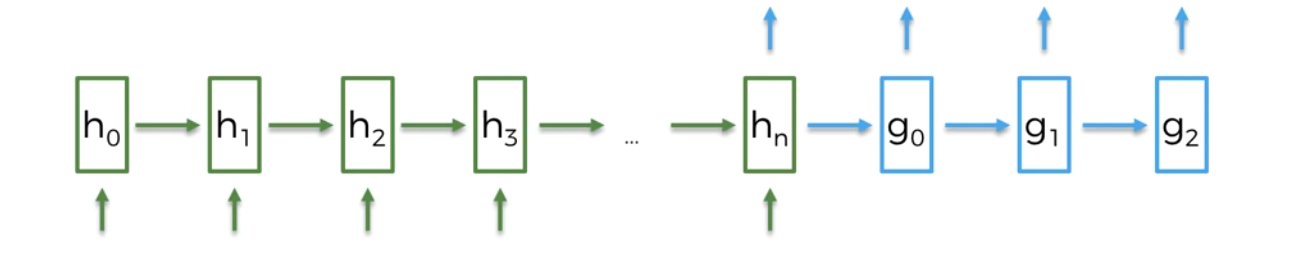 h₀ h₁ h₂ h₃ ... hₙ g₀ g₁ g₂